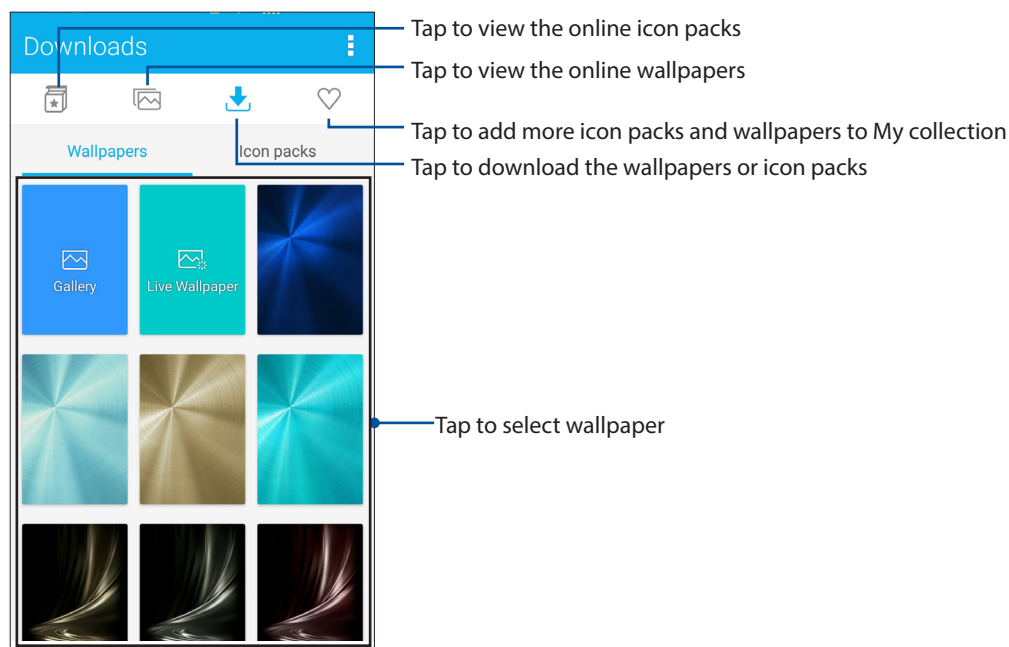 Downloads
Tap to view the online icon packs
Tap to view the online wallpapers
Tap to add more icon packs and wallpapers to My collection
Tap to download the wallpapers or icon packs
Wallpapers
Icon packs
Gallery
Live Wallpaper
Tap to select wallpaper